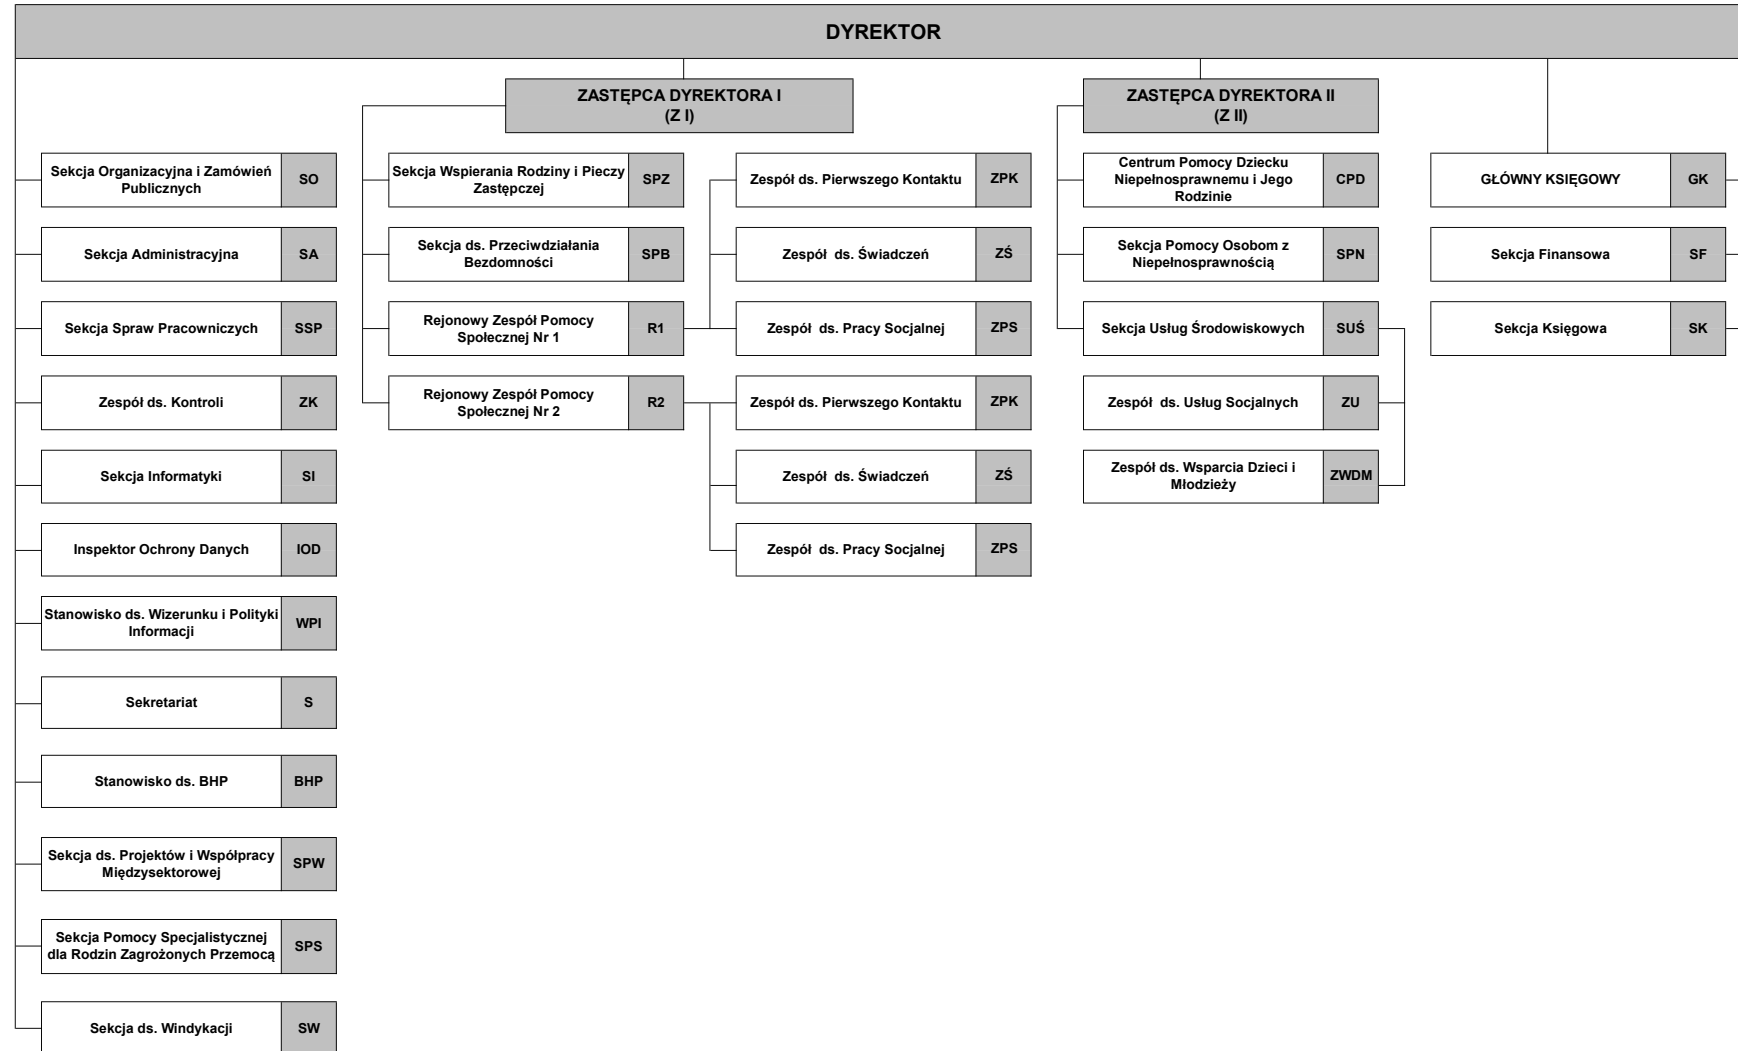 DYREKTOR
ZASTĘPCA DYREKTORA I
(Z I)
ZASTĘPCA DYREKTORA II
(Z II)
Sekcja Organizacyjna i Zamówień
Publicznych
SO
Sekcja Administracyjna
SA
Sekcja Spraw Pracowniczych
SSP
Zespół ds. Kontroli
ZK
Sekcja Informatyki
SI
Inspektor Ochrony Danych
IOD
Stanowisko ds. Wizerunku i Polityki
Informacji
WPI
Sekretariat
S
Stanowisko ds. BHP
BHP
Sekcja ds. Projektów i Współpracy
Międzysektorowej
SPW
Sekcja Pomocy Specjalistycznej
dla Rodzin Zagrożonych Przemocą
SPS
Sekcja ds. Windykacji
SW
Sekcja Wspierania Rodziny i Pieczy
Zastępczej
SPZ
Sekcja ds. Przeciwdziałania
Bezdomności
SPB
Rejonowy Zespół Pomocy
Społecznej Nr 1
R1
Rejonowy Zespół Pomocy
Społecznej Nr 2
R2
Zespół ds. Pierwszego Kontaktu
ZPK
Zespół ds. Świadczeń
ZŚ
Zespół ds. Pracy Socjalnej
ZPS
Zespół ds. Pierwszego Kontaktu
ZPK
Zespół ds. Świadczeń
ZŚ
Zespół ds. Pracy Socjalnej
ZPS
Centrum Pomocy Dziecku
Niepełnosprawnemu i Jego
Rodzinie
CPD
Sekcja Pomocy Osobom z
Niepełnosprawnością
SPN
Sekcja Usług Środowiskowych
SUŚ
Zespół ds. Usług Socjalnych
ZU
Zespół ds. Wsparcia Dzieci i
Młodzieży
ZWDM
GŁÓWNY KSIĘGOWY
GK
Sekcja Finansowa
SF
Sekcja Księgowa
SK